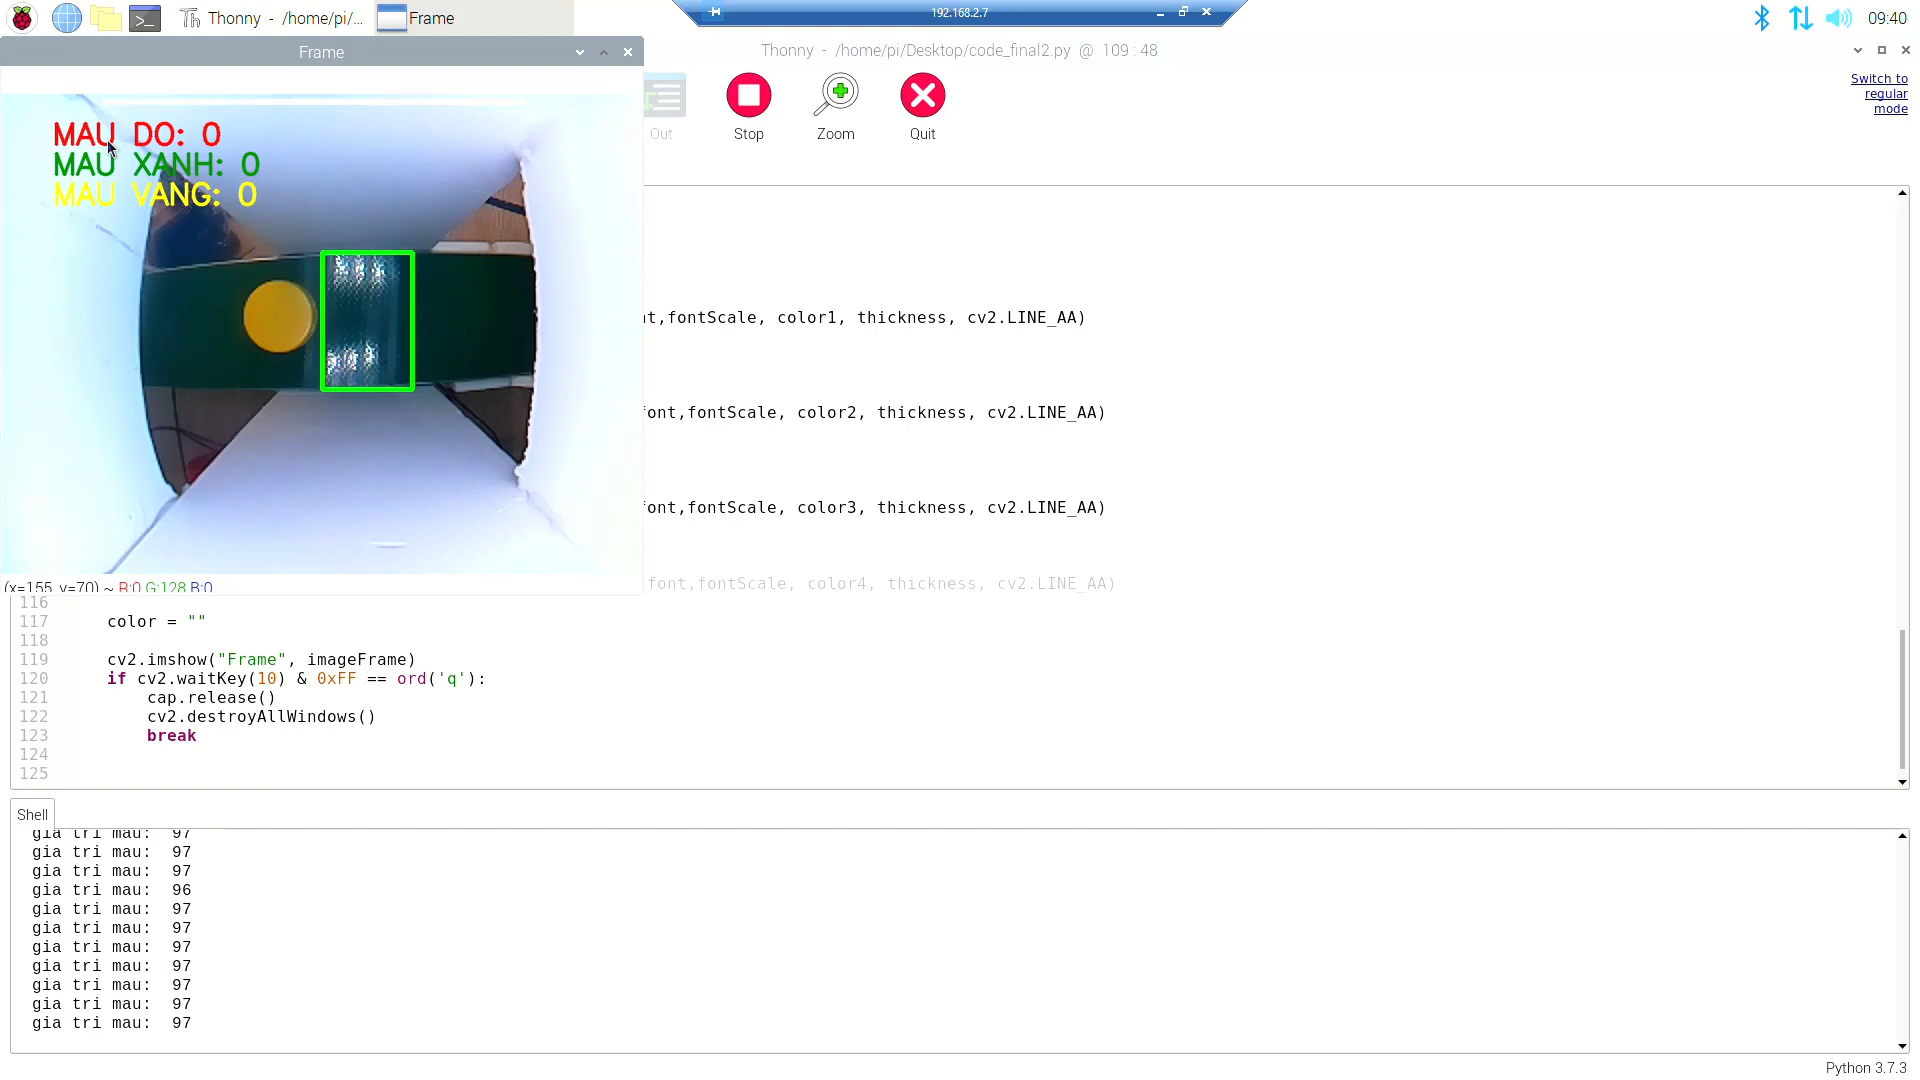 Thonny - /home/pi/...
Frame
192.168.2.7
09:40
Frame
Thonny - /home/pi/Desktop/code_final2.py @ 109 : 48
Switch to
regular
mode
Out
Stop
Zoom
Quit
MAU DO: 0
MAU XANH: 0
MAU VANG: 0
t,fontScale, color1, thickness, cv2.LINE_AA)
font,fontScale, color2, thickness, cv2.LINE_AA)
font,fontScale, color3, thickness, cv2.LINE_AA)
font,fontScale, color4, thickness, cv2.LINE_AA)
(x=155, y=70) ~ R:0 G:128 B:0
116
117 color = ""
118
119 cv2.imshow("Frame", imageFrame)
120 if cv2.waitKey(10) & 0xFF == ord('q'):
121 cap.release()
122 cv2.destroyAllWindows()
123 break
124
125
Shell
gia tri mau: 97
gia tri mau: 97
gia tri mau: 97
gia tri mau: 96
gia tri mau: 97
gia tri mau: 97
gia tri mau: 97
gia tri mau: 97
gia tri mau: 97
gia tri mau: 97
gia tri mau: 97
Python 3.7.3